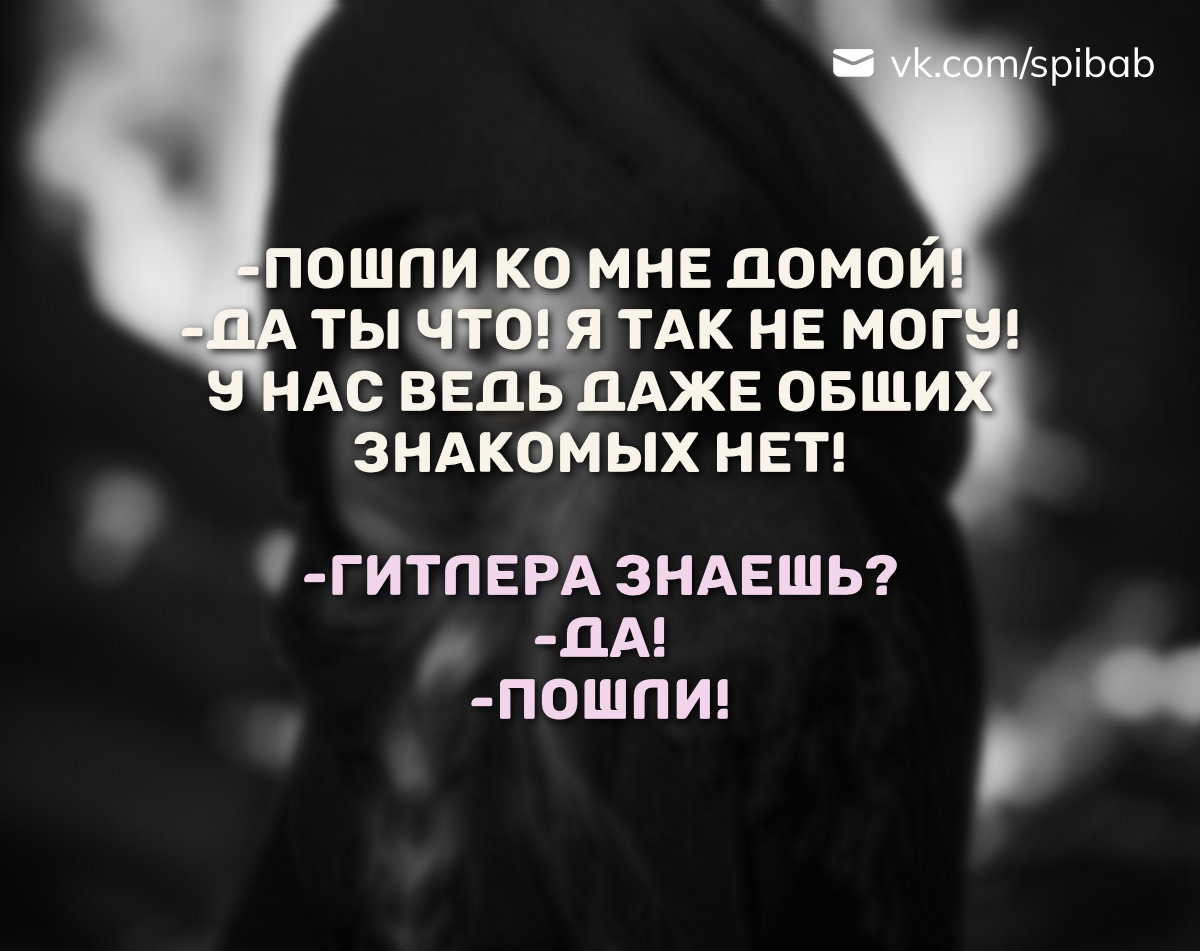 vk.com/spibab
-ПОШЛИ КО МНЕ ДОМОЙ!
-ДА ТЫ ЧТО! Я ТАК НЕ МОГУ!
У НАС ВЕДЬ ДАЖЕ ОБЩИХ
ЗНАКОМЫХ НЕТ!
-ГИТЛЕРА ЗНАЕШЬ?
-ДА!
-ПОШЛИ!